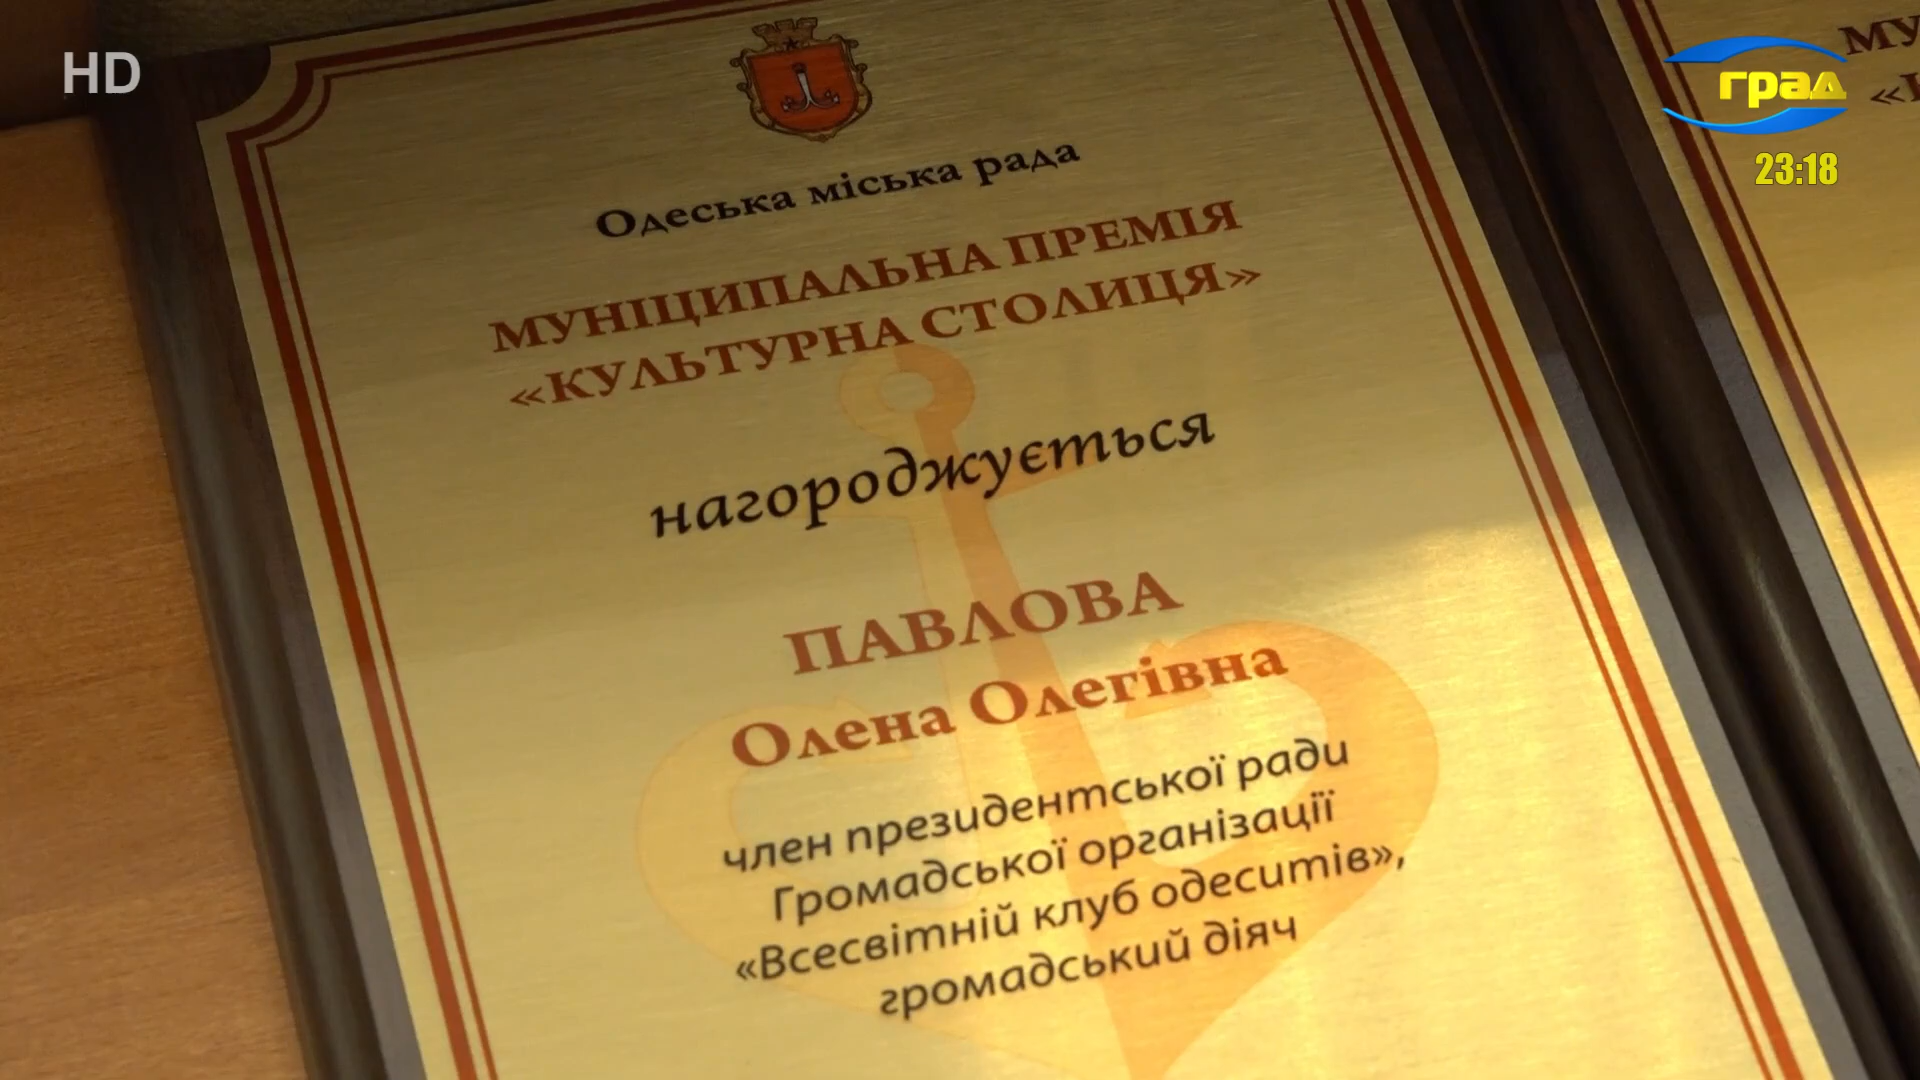 HD
град
23:18
Одеська міська рада
МУНІЦИПАЛЬНА ПРЕМІЯ
«КУЛЬТУРНА СТОЛИЦЯ»
нагороджується
ПАВЛОВА
Олена Олегівна
член президентської ради
Громадської організації
«Всесвітній клуб одеситів»,
громадський діяч